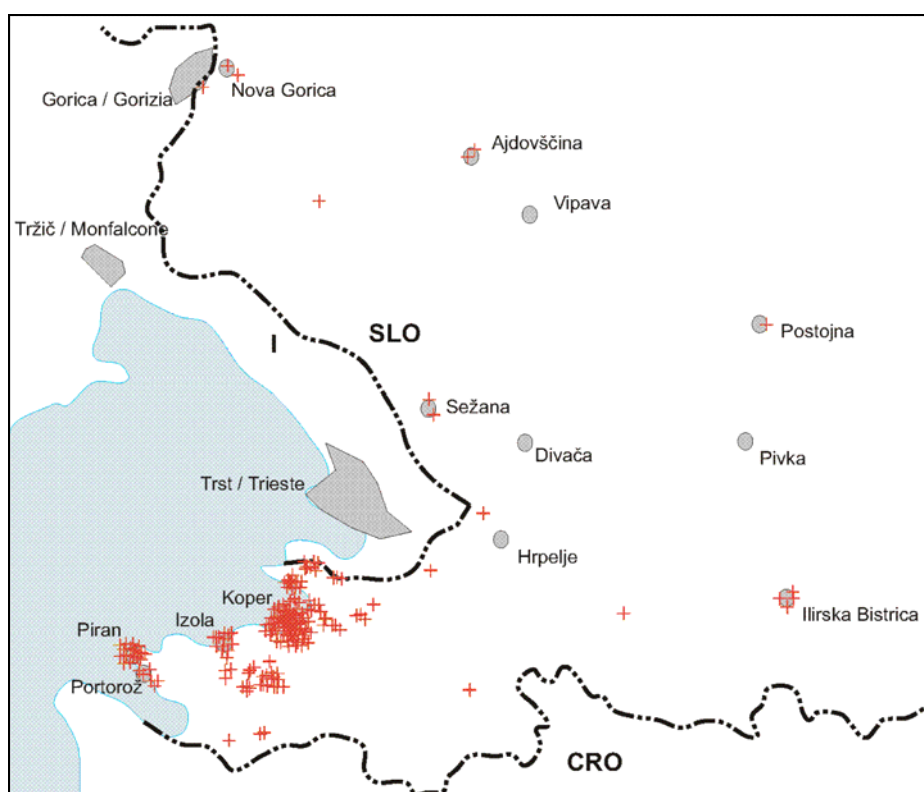 Nova Gorica
Gorica / Gorizia
Ajdovščina
Vipava
Tržič / Monfalcone
SLO
I
Postojna
Sežana
Divača
Pivka
Trst / Trieste
Hrpelje
Koper
Izola
Ilirska Bistrica
Piran
Portorož
CRO